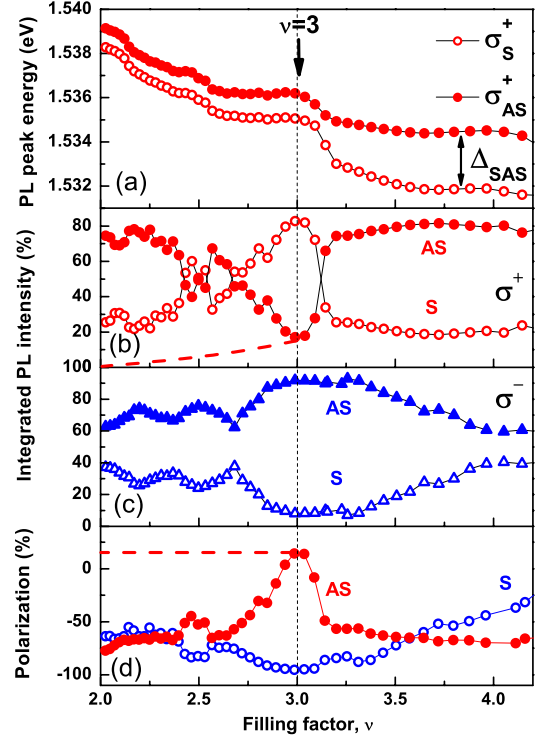 1.540
1.538
1.536
1.534
1.532
PL peak energy (eV)
ν=3
σ⁺S
σ⁺AS
ΔSAS
(a)
80
60
40
20
AS
S
σ⁺
(b)
Integrated PL intensity (%)
100
80
60
40
20
0
AS
S
σ⁻
(c)
0
-50
-100
Polarization (%)
AS
S
(d)
2.0 2.5 3.0 3.5 4.0
Filling factor, ν